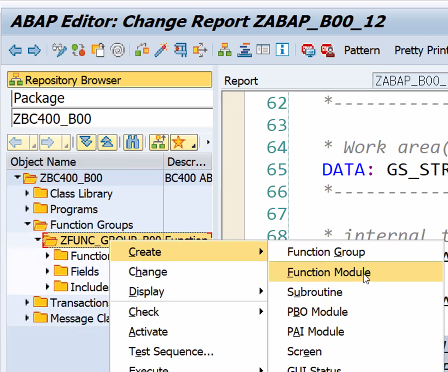 ABAP Editor: Change Report ZABAP_B00_12
Pattern
Pretty Print
Repository Browser
Package
ZBC400_B00
Object Name
Descr...
ZBC400_B00
BC400 AB
Class Library
Programs
Function Groups
ZFUNC_GROUP_B00 Function
Functio
Fields
Include
Transaction
Message Clas
Report
ZABAP_B00_
62 *-----------
63
64 * Work area(
65 DATA: GS_STR
66 *-----------
67
68 * internal t
Create
Change
Display
Check
Activate
Test Sequence...
Execute
Function Group
Function Module
Subroutine
PBO Module
PAI Module
Screen
GUI Status